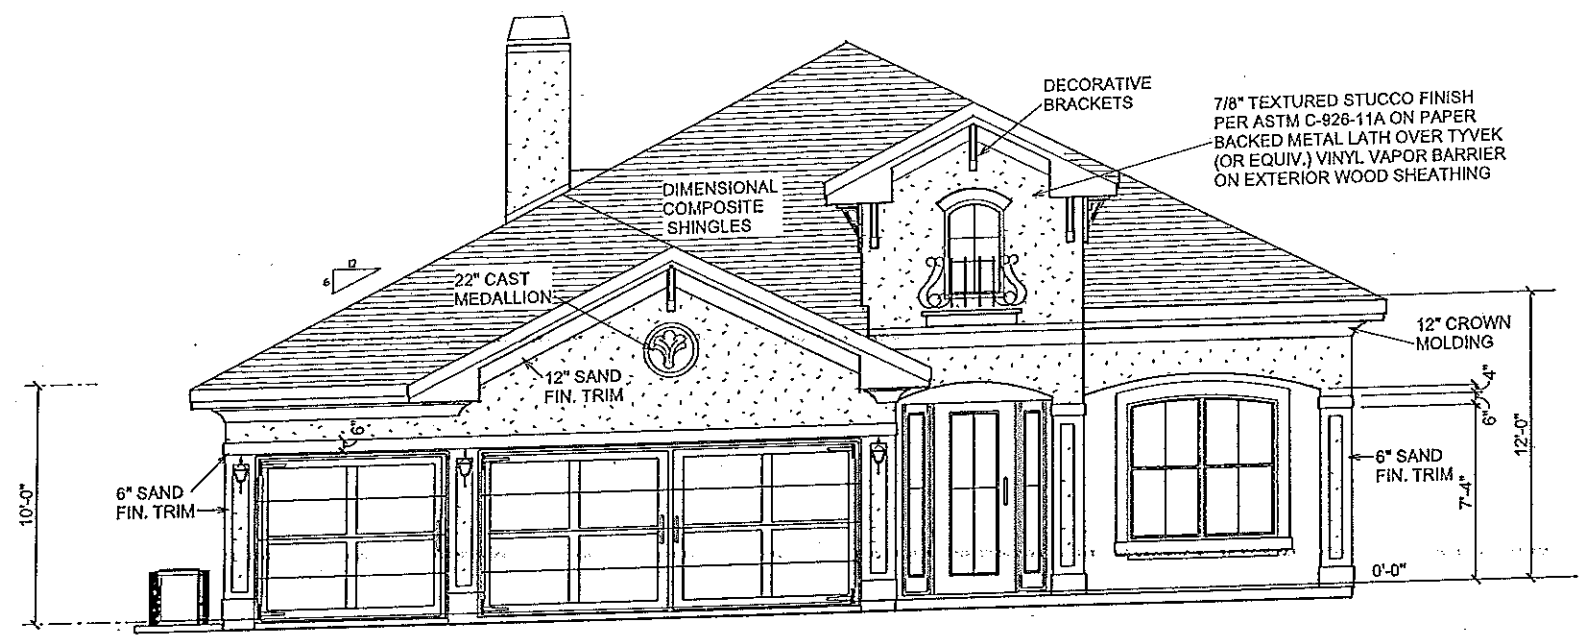 DECORATIVE
BRACKETS
7/8" TEXTURED STUCCO FINISH
PER ASTM C-926-11A ON PAPER
BACKED METAL LATH OVER TYVEK
(OR EQUIV.) VINYL VAPOR BARRIER
ON EXTERIOR WOOD SHEATHING
DIMENSIONAL
COMPOSITE
SHINGLES
12
6
22" CAST
MEDALLION
12" CROWN
MOLDING
12" SAND
FIN. TRIM
4"
6"
12'-0"
6"
6" SAND
FIN. TRIM
7'-4"
6" SAND
FIN. TRIM
10'-0"
0'-0"